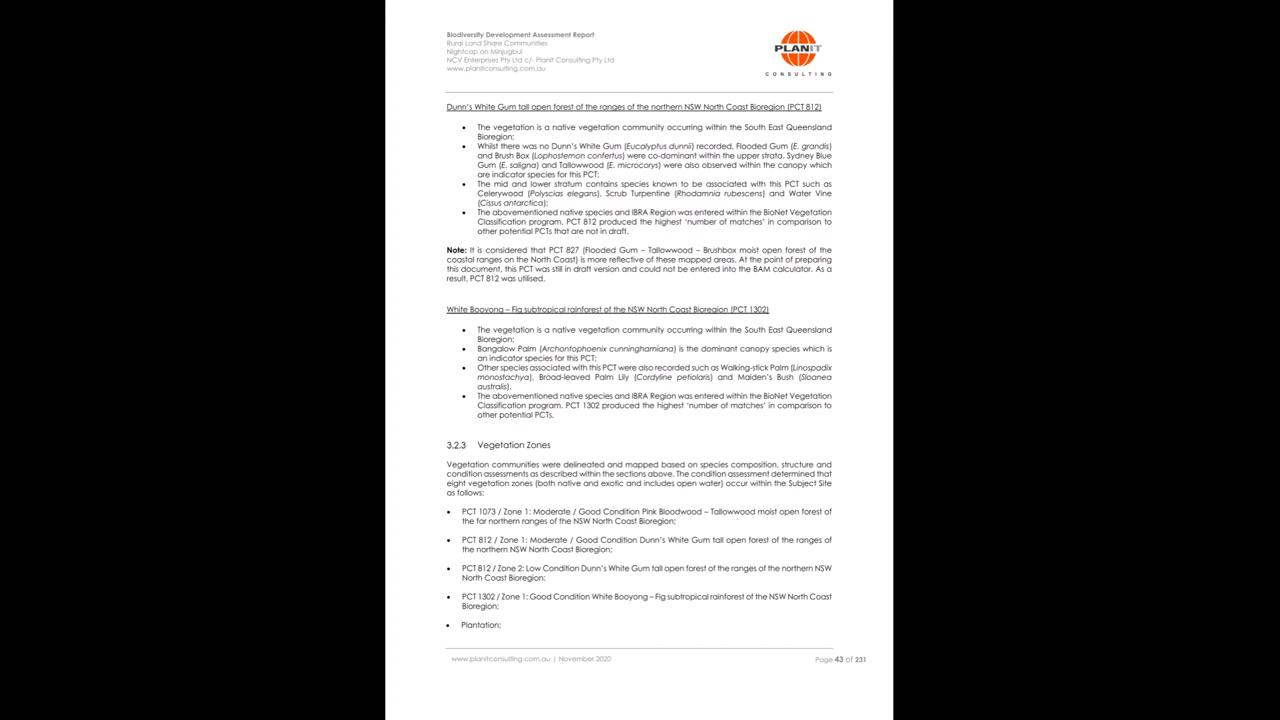 Biodiversity Development Assessment Report
Rural Land Share Communities
Nightcap on Minjugbul
NCV Enterprises Pty Ltd c/- Planit Consulting Pty Ltd
www.planitconsulting.com.au
PLANIT
CONSULTING
Dunn's White Gum tall open forest of the ranges of the northern NSW North Coast Bioregion (PCT 812)
• The vegetation is a native vegetation community occurring within the South East Queensland
Bioregion;
• Whilst there was no Dunn's White Gum (Eucalyptus dunnii) recorded, Flooded Gum (E. grandis)
and Brush Box (Lophostemon confertus) were co-dominant within the upper strata. Sydney Blue
Gum (E. saligna) and Tallowwood (E. microcorys) were also observed within the canopy which
are indicator species for this PCT;
• The mid and lower stratum contains species known to be associated with this PCT such as
Celerywood (Polyscias elegans), Scrub Turpentine (Rhodamnia rubescens) and Water Vine
(Cissus antarctica);
• The abovementioned native species and IBRA Region was entered within the BioNet Vegetation
Classification program. PCT 812 produced the highest 'number of matches' in comparison to
other potential PCTs that are not in draft.
Note: It is considered that PCT 827 (Flooded Gum – Tallowwood – Brushbox moist open forest of the
coastal ranges on the North Coast) is more reflective of these mapped areas. At the point of preparing
this document, this PCT was still in draft version and could not be entered into the BAM calculator. As a
result, PCT 812 was utilised.
White Booyong – Fig subtropical rainforest of the NSW North Coast Bioregion (PCT 1302)
• The vegetation is a native vegetation community occurring within the South East Queensland
Bioregion;
• Bangalow Palm (Archontophoenix cunninghamiana) is the dominant canopy species which is
an indicator species for this PCT;
• Other species associated with this PCT were also recorded such as Walking-stick Palm (Linospadix
monostachya), Broad-leaved Palm Lily (Cordyline petiolaris) and Maiden's Bush (Sloanea
australis).
• The abovementioned native species and IBRA Region was entered within the BioNet Vegetation
Classification program. PCT 1302 produced the highest 'number of matches' in comparison to
other potential PCTs.
3.2.3 Vegetation Zones
Vegetation communities were delineated and mapped based on species composition, structure and
condition assessments as described within the sections above. The condition assessment determined that
eight vegetation zones (both native and exotic and includes open water) occur within the Subject Site
as follows:
• PCT 1073 / Zone 1: Moderate / Good Condition Pink Bloodwood – Tallowwood moist open forest of
the far northern ranges of the NSW North Coast Bioregion;
• PCT 812 / Zone 1: Moderate / Good Condition Dunn's White Gum tall open forest of the ranges of
the northern NSW North Coast Bioregion;
• PCT 812 / Zone 2: Low Condition Dunn's White Gum tall open forest of the ranges of the northern NSW
North Coast Bioregion;
• PCT 1302 / Zone 1: Good Condition White Booyong – Fig subtropical rainforest of the NSW North Coast
Bioregion;
• Plantation;
www.planitconsulting.com.au | November 2020
Page 43 of 231